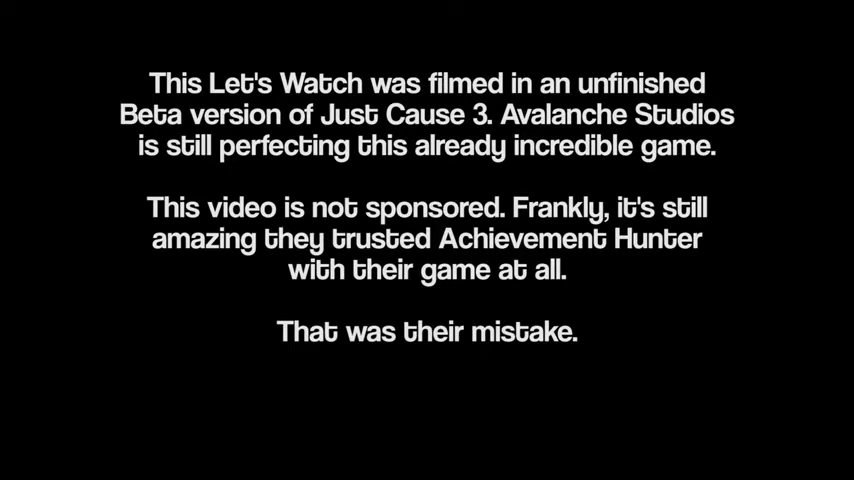 This Let's Watch was filmed in an unfinished
Beta version of Just Cause 3. Avalanche Studios
is still perfecting this already incredible game.
This video is not sponsored. Frankly, it's still
amazing they trusted Achievement Hunter
with their game at all.
That was their mistake.